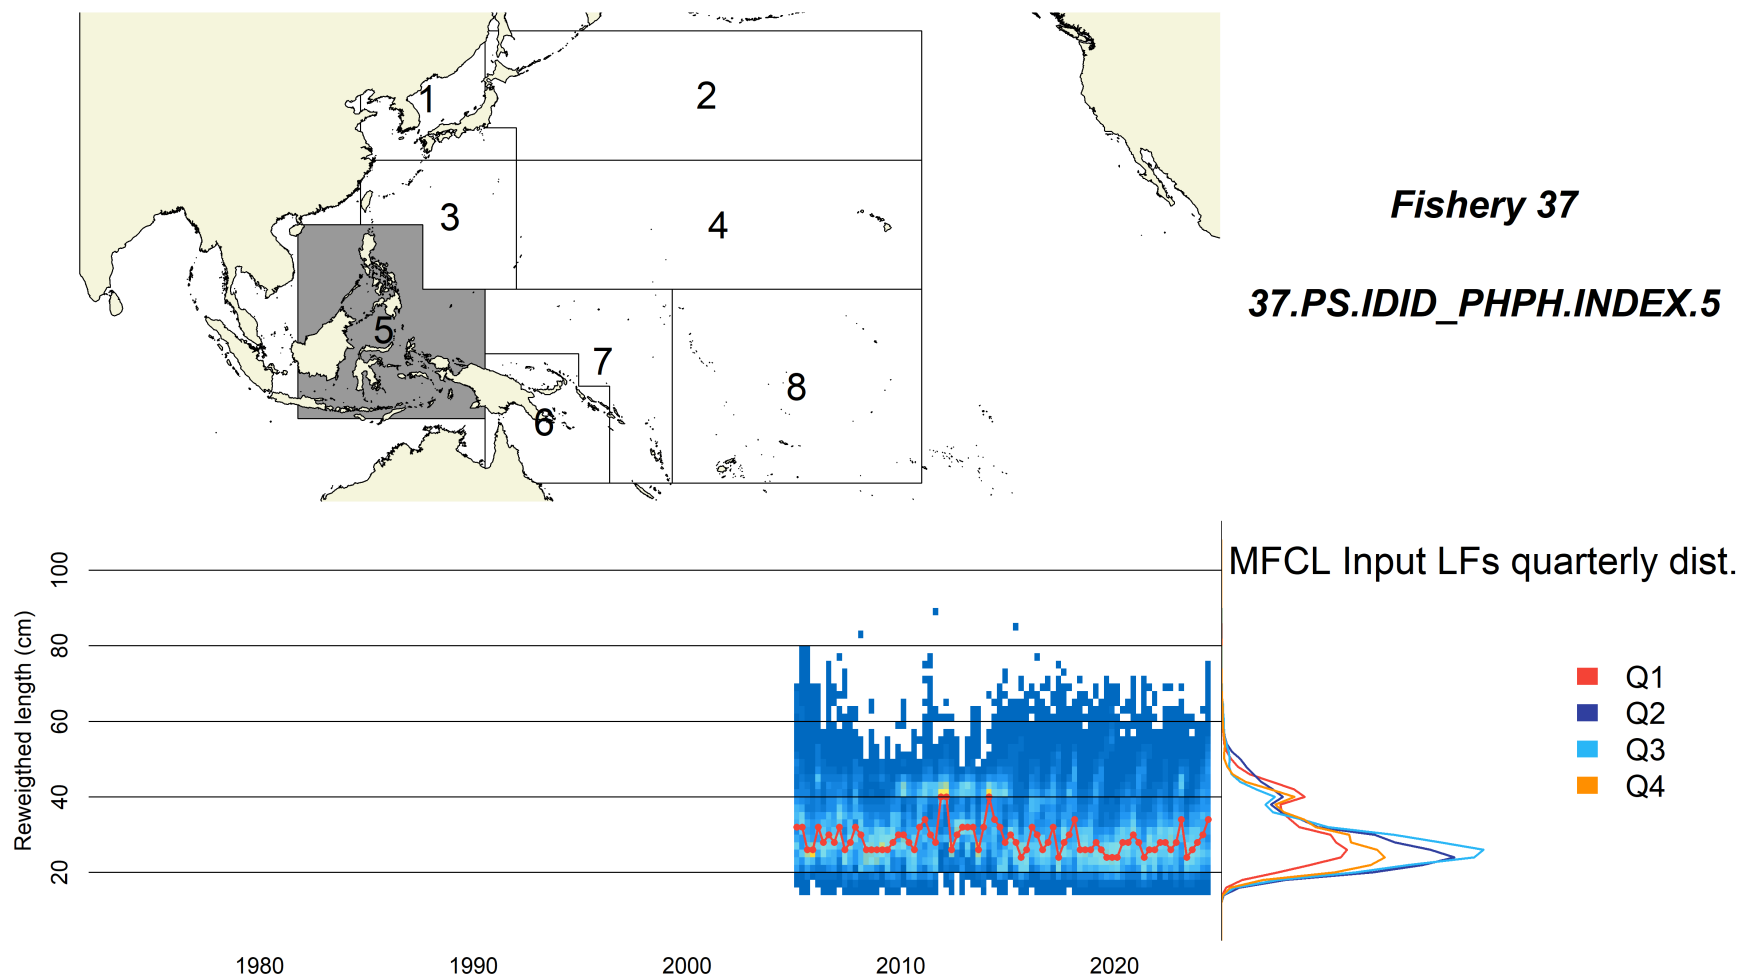 1
2
3
4
5
6
7
8
Fishery 37
37.PS.IDID_PHPH.INDEX.5
MFCL Input LFs quarterly dist.
Reweigthed length (cm)
100
80
60
40
20
1980 1990 2000 2010 2020
Q1
Q2
Q3
Q4